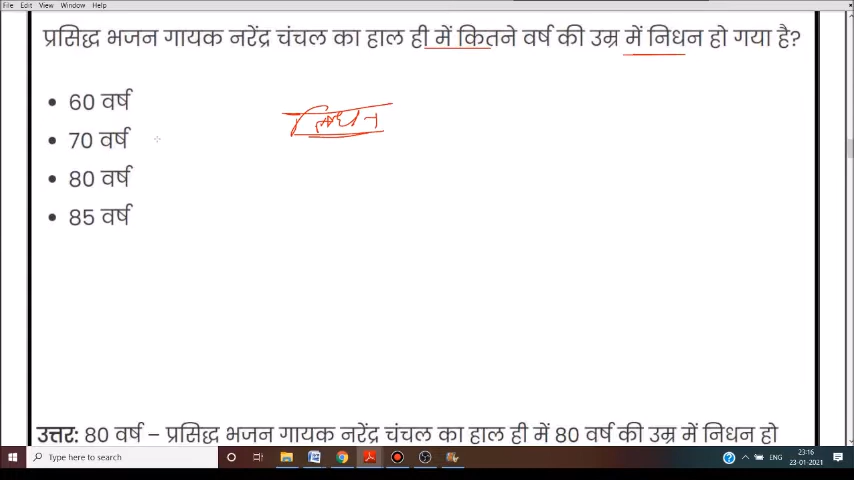 File Edit View Window Help
प्रसिद्ध भजन गायक नरेंद्र चंचल का हाल ही में कितने वर्ष की उम्र में निधन हो गया है?
• 60 वर्ष
निधन
• 70 वर्ष
• 80 वर्ष
• 85 वर्ष
उत्तर: 80 वर्ष – प्रसिद्ध भजन गायक नरेंद्र चंचल का हाल ही में 80 वर्ष की उम्र में निधन हो
Type here to search
ENG
23:16
23-01-2021